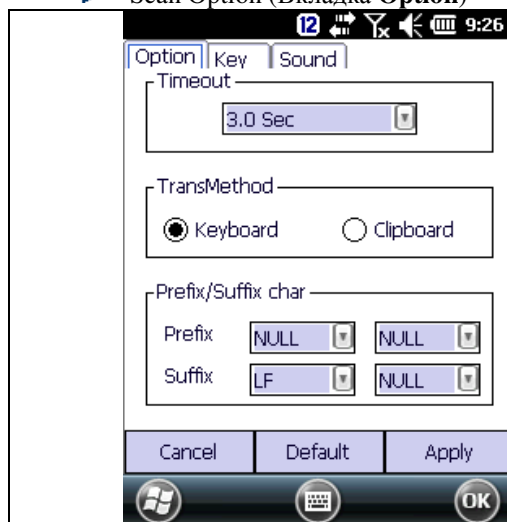 Scan Option (Вкладка Option)
12 9:26
Option Key Sound
Timeout
3.0 Sec
TransMethod
Keyboard Clipboard
Prefix/Suffix char
Prefix NULL NULL
Suffix LF NULL
Cancel Default Apply
OK